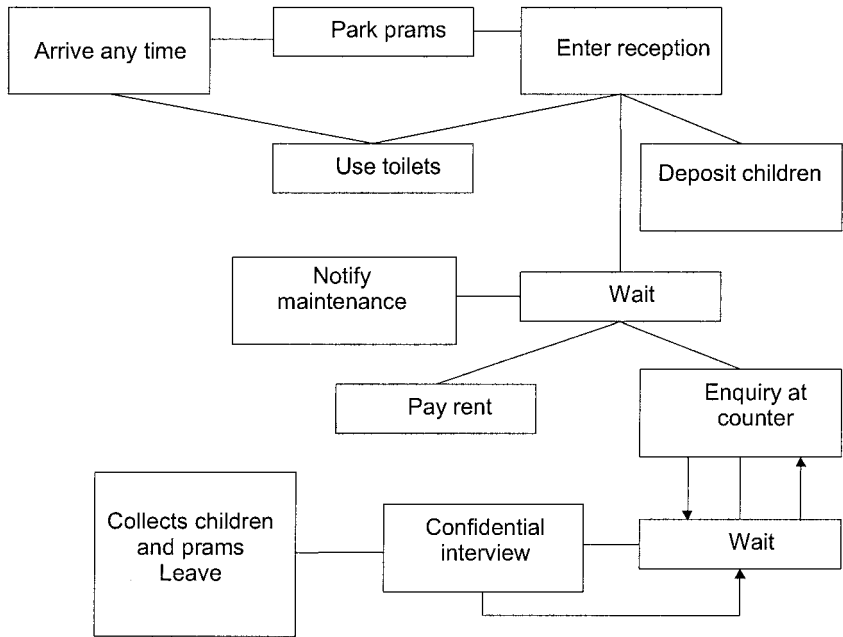 Arrive any time
Park prams
Enter reception
Use toilets
Deposit children
Notify
maintenance
Wait
Pay rent
Enquiry at
counter
Collects children
and prams
Leave
Confidential
interview
Wait